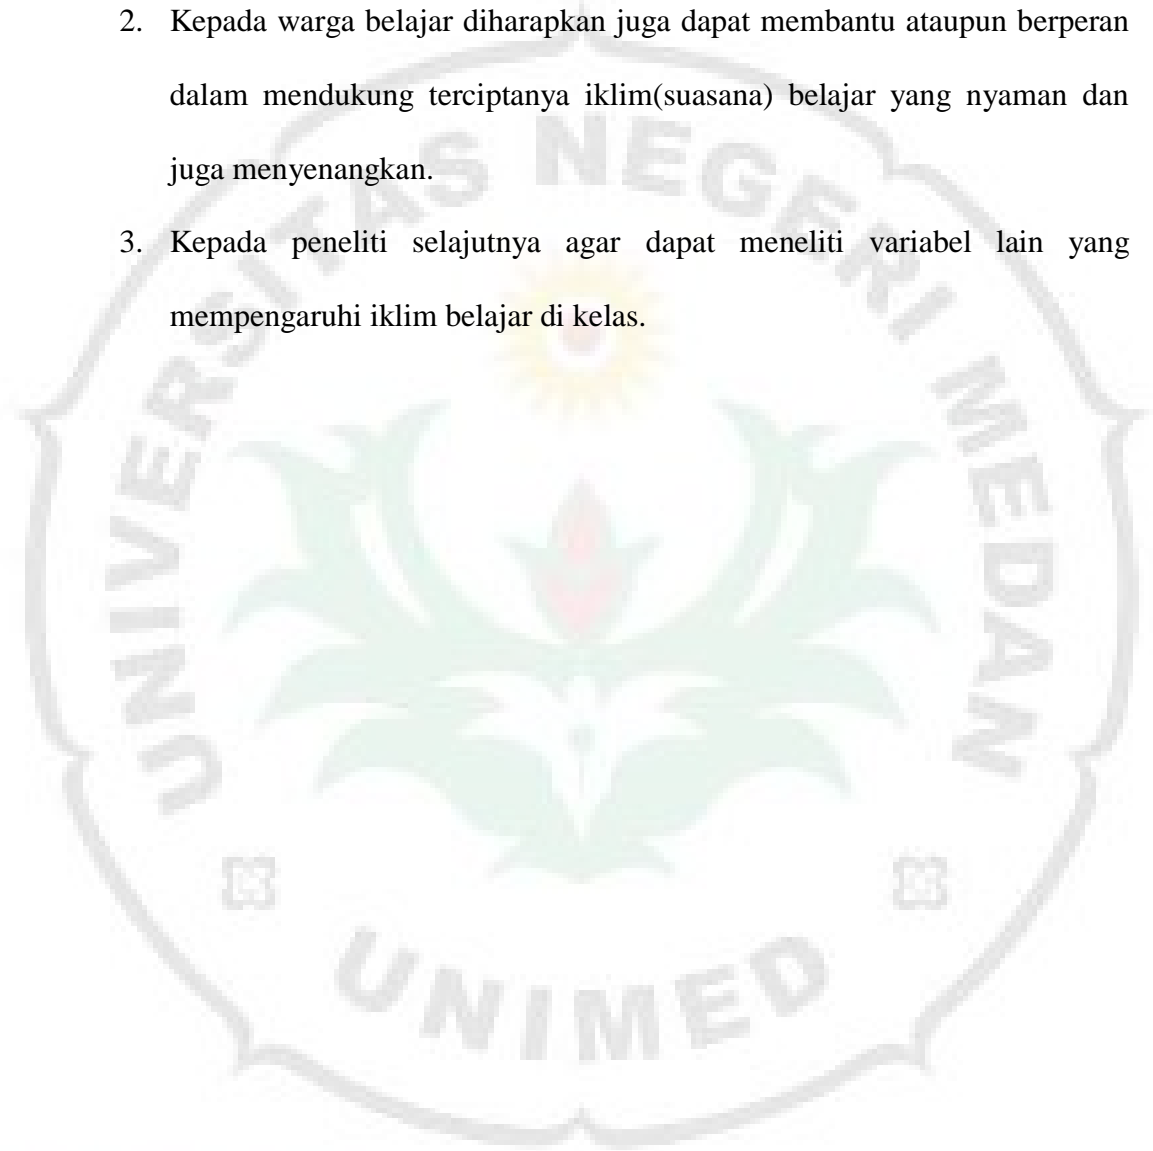 2. Kepada warga belajar diharapkan juga dapat membantu ataupun berperan
dalam mendukung terciptanya iklim(suasana) belajar yang nyaman dan
juga menyenangkan.
3. Kepada peneliti selajutnya agar dapat meneliti variabel lain yang
mempengaruhi iklim belajar di kelas.
UNIVERSITAS NEGERI MEDAN
UNIMED